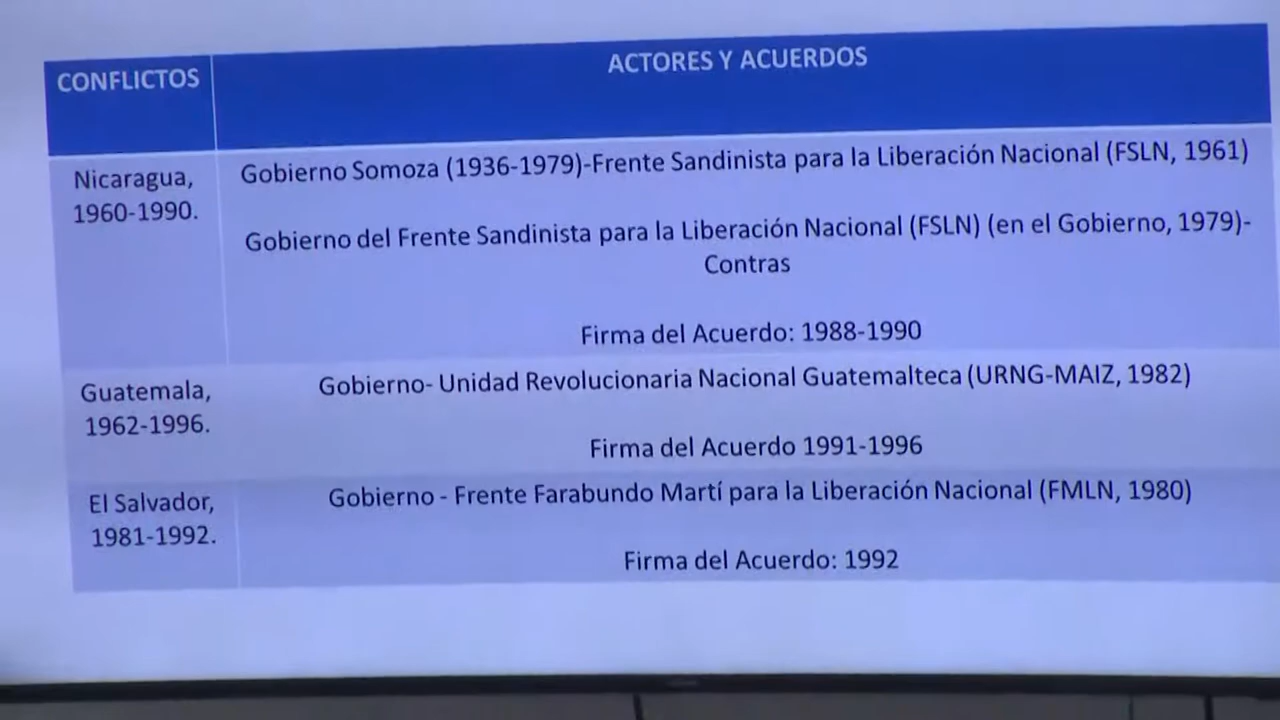 CONFLICTOS
ACTORES Y ACUERDOS
Nicaragua,
1960-1990.
Gobierno Somoza (1936-1979)-Frente Sandinista para la Liberación Nacional (FSLN, 1961)
Gobierno del Frente Sandinista para la Liberación Nacional (FSLN) (en el Gobierno, 1979)-
Contras
Firma del Acuerdo: 1988-1990
Guatemala,
1962-1996.
Gobierno- Unidad Revolucionaria Nacional Guatemalteca (URNG-MAIZ, 1982)
Firma del Acuerdo 1991-1996
El Salvador,
1981-1992.
Gobierno - Frente Farabundo Martí para la Liberación Nacional (FMLN, 1980)
Firma del Acuerdo: 1992